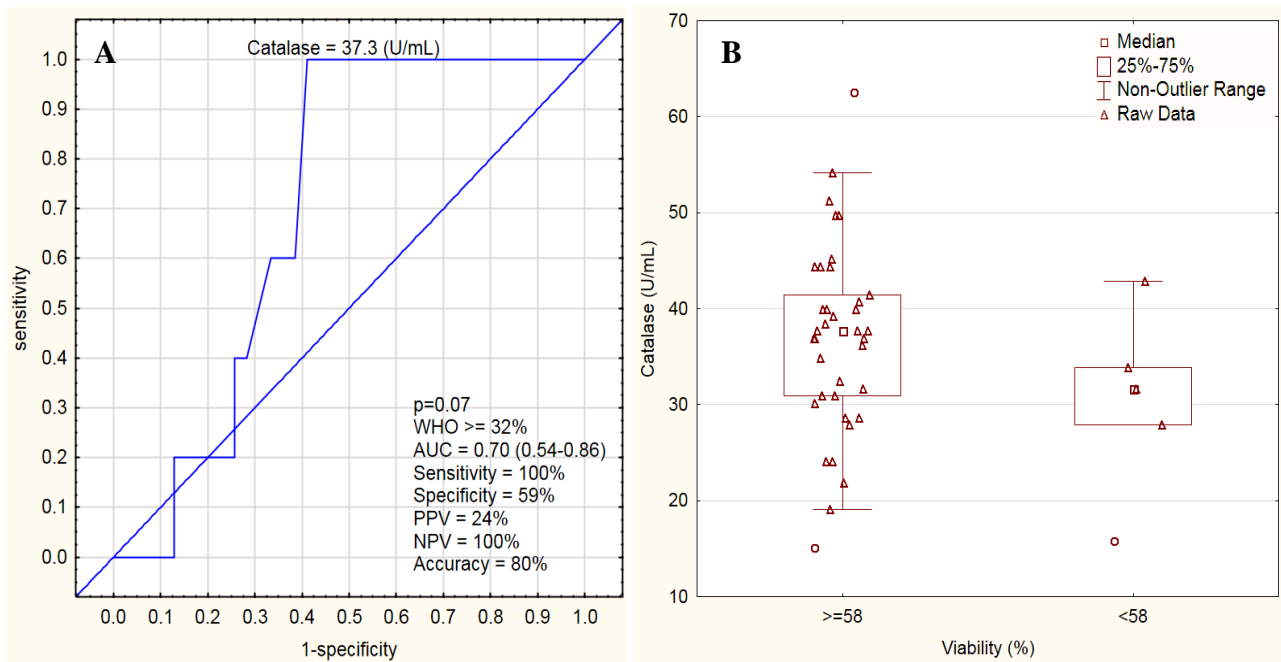 A
Catalase = 37.3 (U/mL)
1.0
0.9
0.8
0.7
0.6
0.5
0.4
0.3
0.2
0.1
0.0
sensitivity
p=0.07
WHO >= 32%
AUC = 0.70 (0.54-0.86)
Sensitivity = 100%
Specificity = 59%
PPV = 24%
NPV = 100%
Accuracy = 80%
0.0 0.1 0.2 0.3 0.4 0.5 0.6 0.7 0.8 0.9 1.0
1-specificity
B
Median
25%-75%
Non-Outlier Range
Raw Data
70
60
50
40
30
20
10
Catalase (U/mL)
>=58 <58
Viability (%)